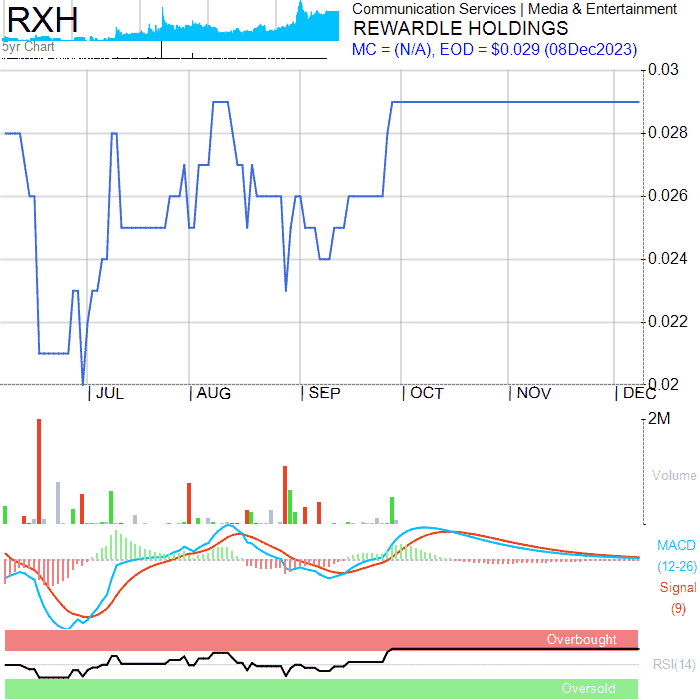 RXH
Communication Services | Media & Entertainment
REWARDLE HOLDINGS
5yr Chart
MC = (N/A), EOD = $0.029 (08Dec2023)
0.03
0.028
0.026
0.024
0.022
0.02
JUL AUG SEP OCT NOV DEC
2M
Volume
MACD
(12-26)
Signal
(9)
Overbought
RSI(14)
Oversold